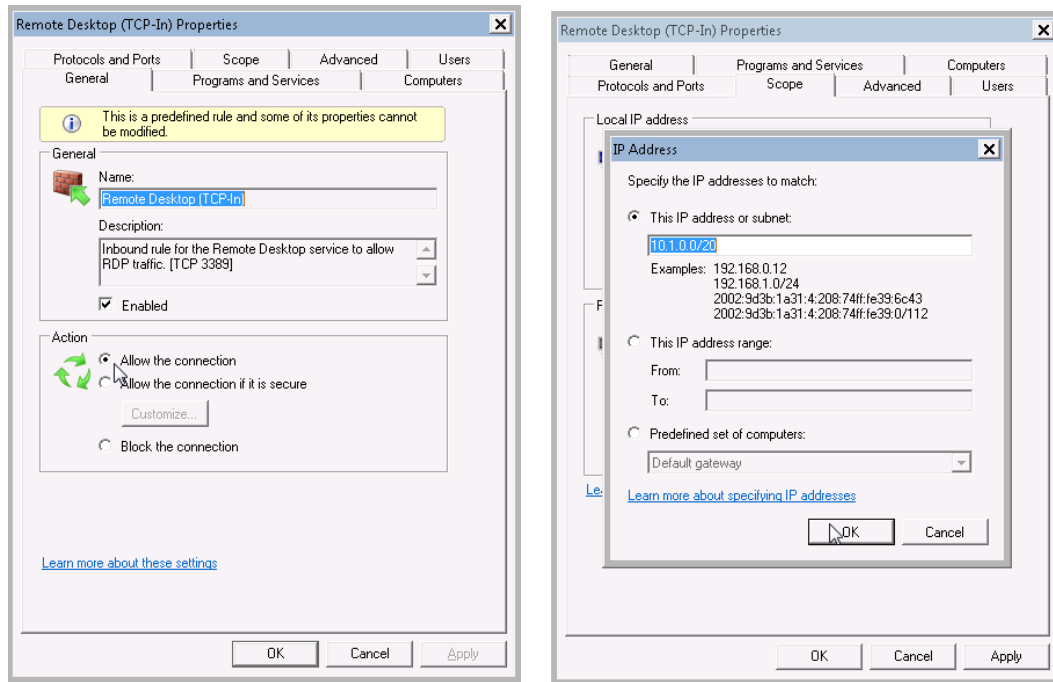 Remote Desktop (TCP-In) Properties
Protocols and Ports
Scope
Advanced
Users
General
Programs and Services
Computers
This is a predefined rule and some of its properties cannot
be modified.
General
Name:
Remote Desktop (TCP-In)
Description:
Inbound rule for the Remote Desktop service to allow
RDP traffic. [TCP 3389]
Enabled
Action
Allow the connection
Allow the connection if it is secure
Customize...
Block the connection
Learn more about these settings
OK
Cancel
Apply
Remote Desktop (TCP-In) Properties
General
Programs and Services
Computers
Protocols and Ports
Scope
Advanced
Users
Local IP address
IP Address
Specify the IP addresses to match:
This IP address or subnet:
10.1.0.0/20
Examples: 192.168.0.12
192.168.1.0/24
2002:9d3b:1a31:4:208:74ff:fe39:6c43
2002:9d3b:1a31:4:208:74ff:fe39:0/112
This IP address range:
From:
To:
Predefined set of computers:
Default gateway
Learn more about specifying IP addresses
OK
Cancel
OK
Cancel
Apply